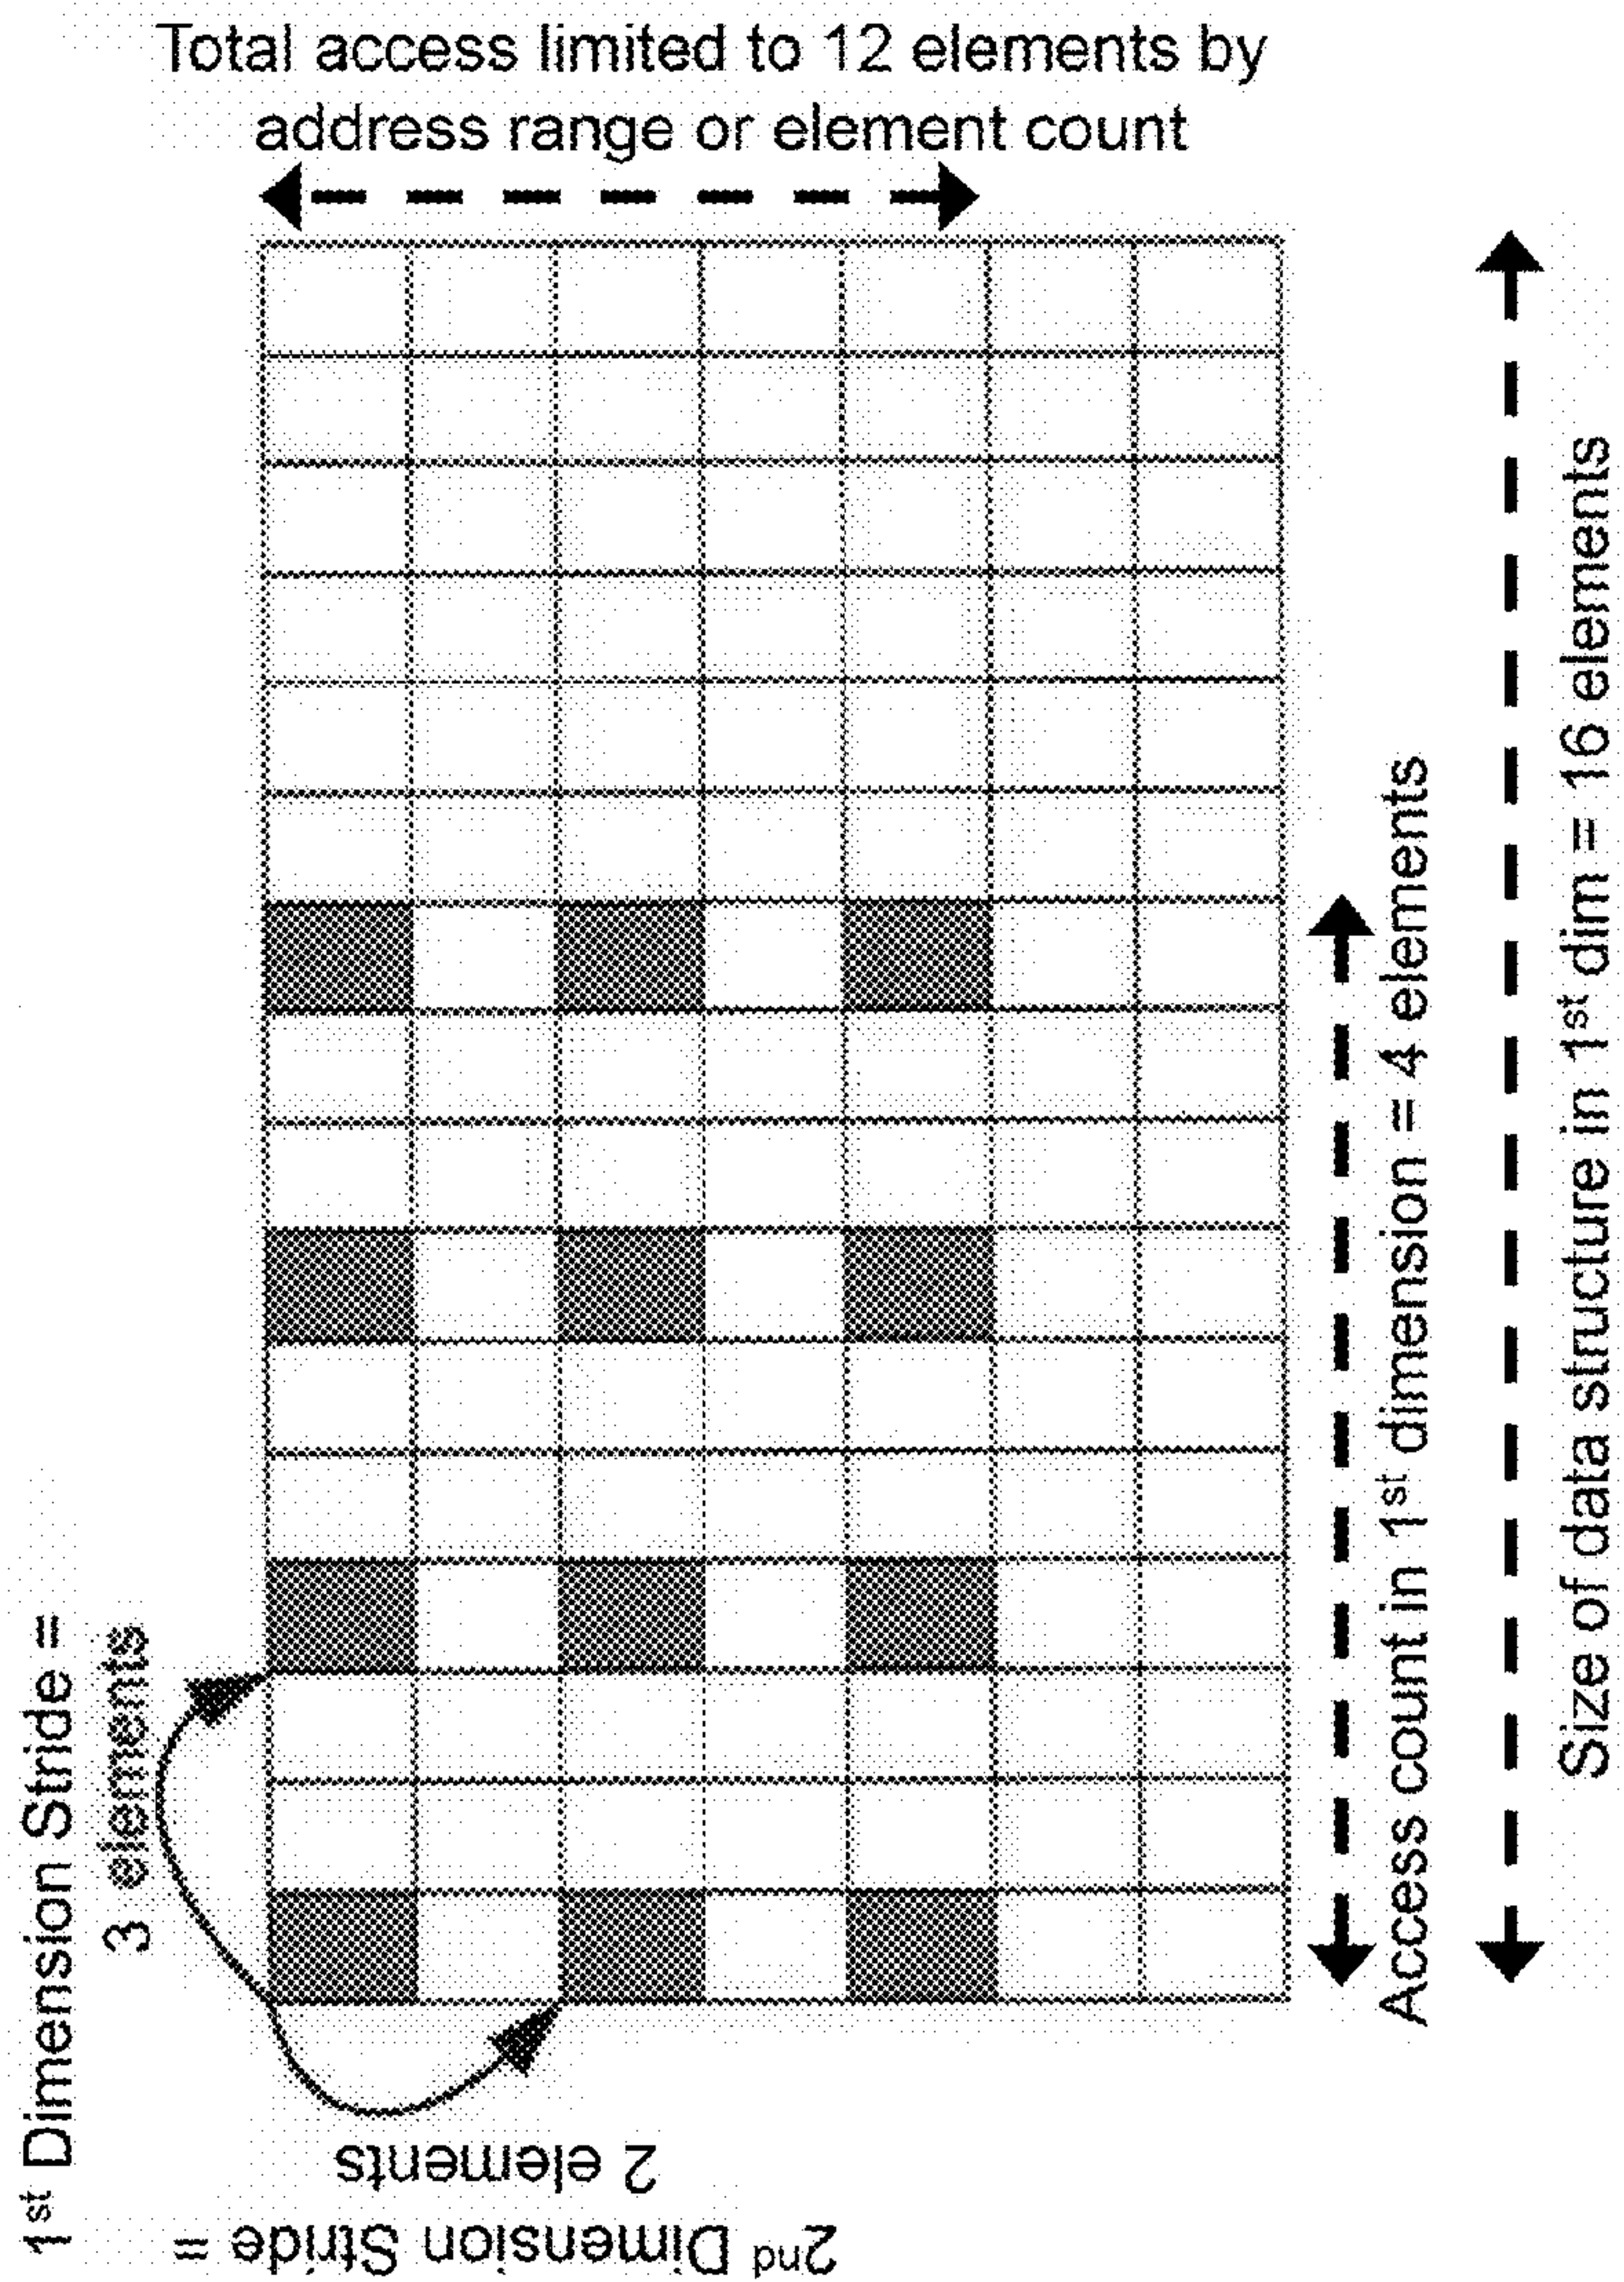 Total access limited to 12 elements by
address range or element count
1st Dimension Stride =
3 elements
2nd Dimension Stride =
2 elements
Access count in 1st dimension = 4 elements
Size of data structure in 1st dim = 16 elements